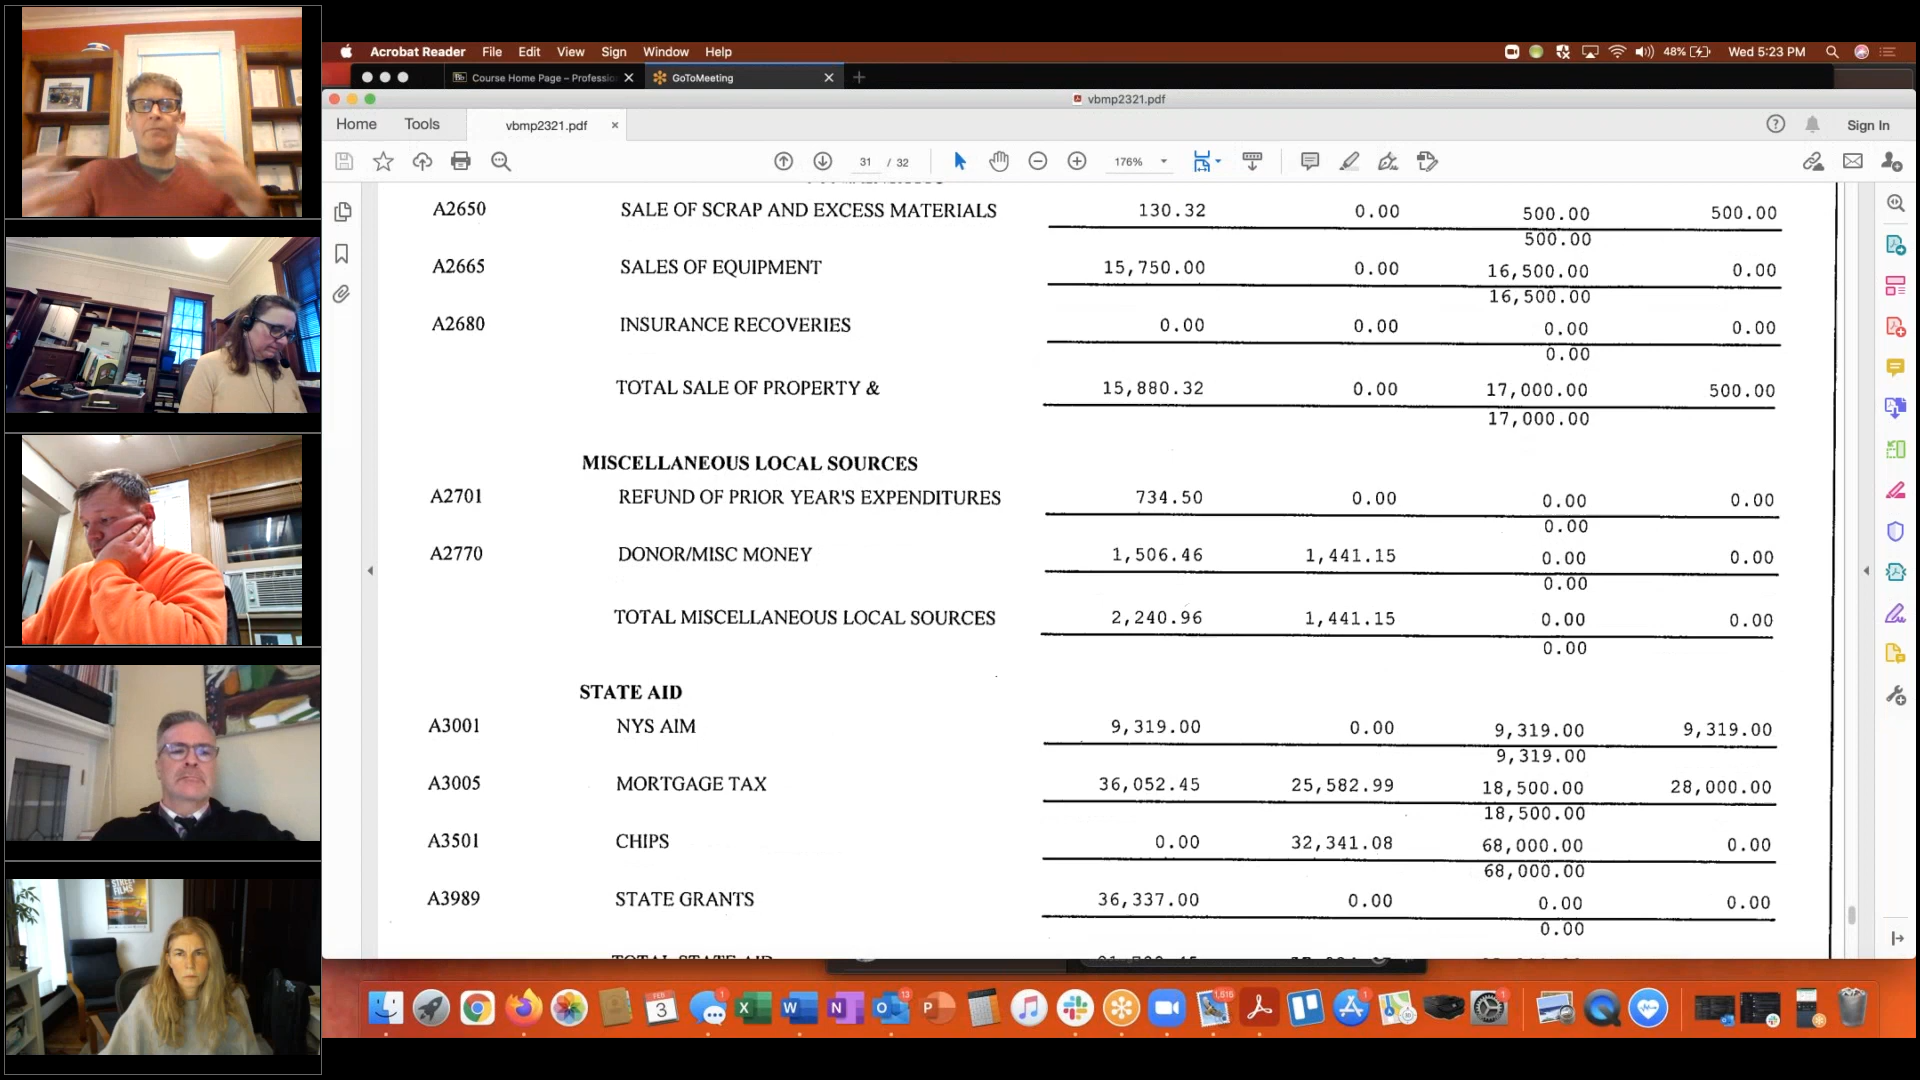 Acrobat Reader File Edit View Sign Window Help 48% Wed 5:23 PM
Course Home Page – Professio GoToMeeting
vbmp2321.pdf
Home Tools vbmp2321.pdf Sign In
31 / 32 176%
A2650 SALE OF SCRAP AND EXCESS MATERIALS 130.32 0.00 500.00 500.00
500.00
A2665 SALES OF EQUIPMENT 15,750.00 0.00 16,500.00 0.00
16,500.00
A2680 INSURANCE RECOVERIES 0.00 0.00 0.00 0.00
0.00
TOTAL SALE OF PROPERTY & 15,880.32 0.00 17,000.00 500.00
17,000.00
MISCELLANEOUS LOCAL SOURCES
A2701 REFUND OF PRIOR YEAR'S EXPENDITURES 734.50 0.00 0.00 0.00
0.00
A2770 DONOR/MISC MONEY 1,506.46 1,441.15 0.00 0.00
0.00
TOTAL MISCELLANEOUS LOCAL SOURCES 2,240.96 1,441.15 0.00 0.00
0.00
STATE AID
A3001 NYS AIM 9,319.00 0.00 9,319.00 9,319.00
9,319.00
A3005 MORTGAGE TAX 36,052.45 25,582.99 18,500.00 28,000.00
18,500.00
A3501 CHIPS 0.00 32,341.08 68,000.00 0.00
68,000.00
A3989 STATE GRANTS 36,337.00 0.00 0.00 0.00
0.00
TOTAL STATE AID
FEB
3